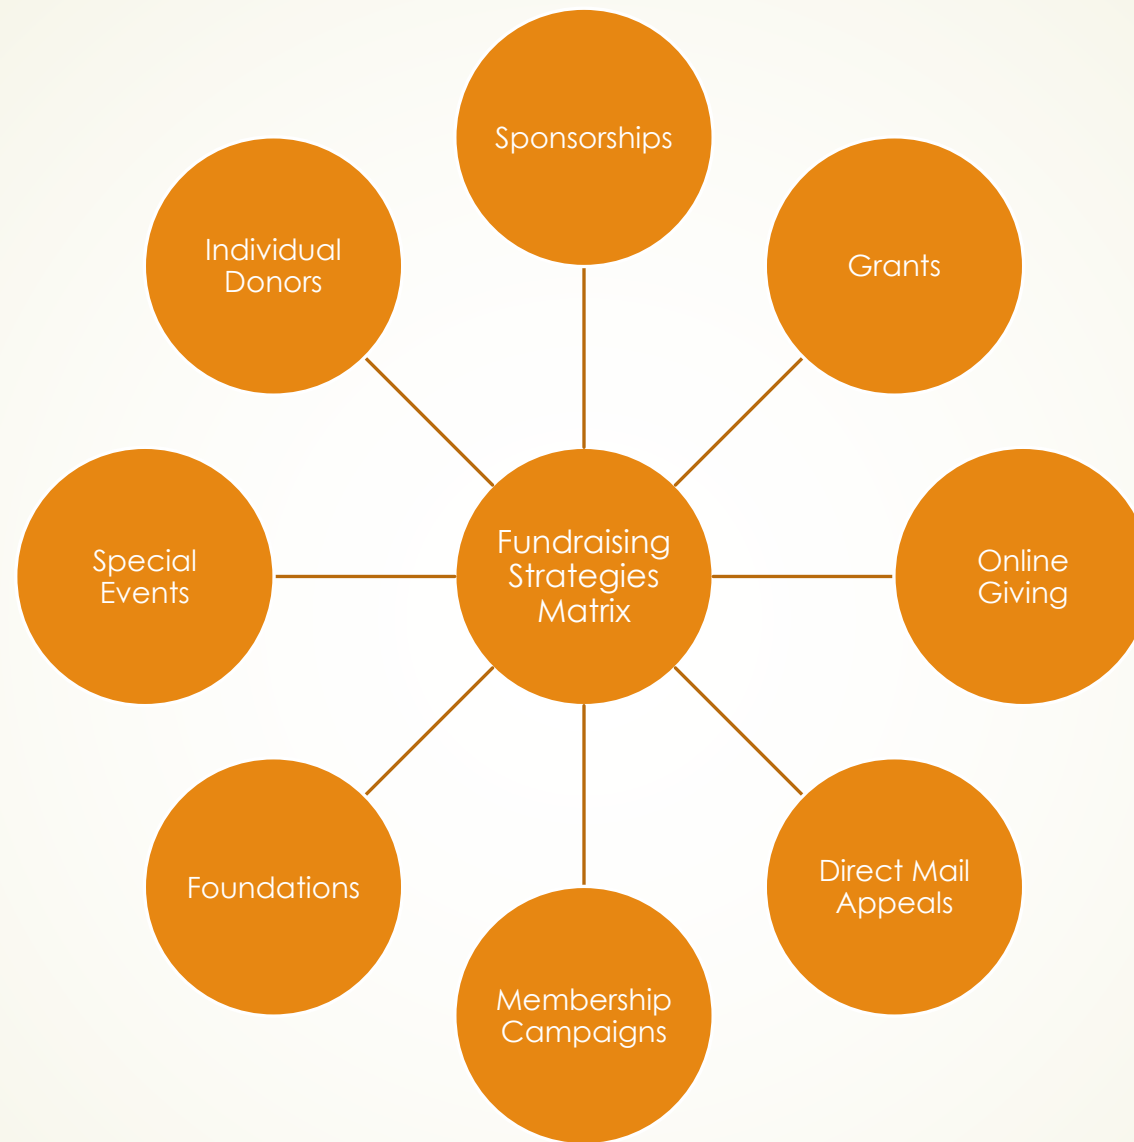 Sponsorships
Individual
Donors
Grants
Fundraising
Strategies
Matrix
Special
Events
Online
Giving
Foundations
Direct Mail
Appeals
Membership
Campaigns